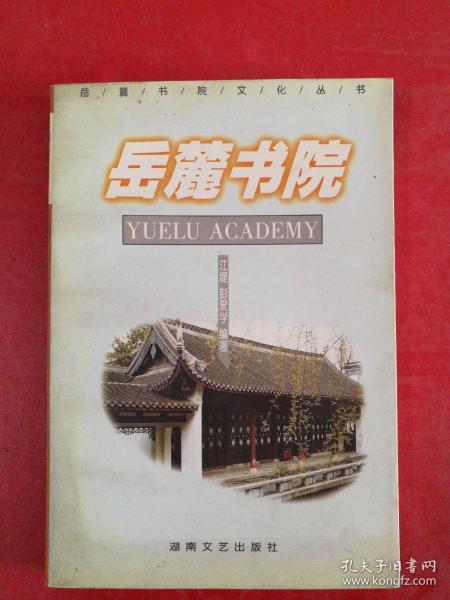 岳/麓/书/院/文/化/丛/书
岳麓书院
YUELU ACADEMY
江堤 彭爱学 编著
湖南文艺出版社
孔夫子旧书网
www.kongfz.com